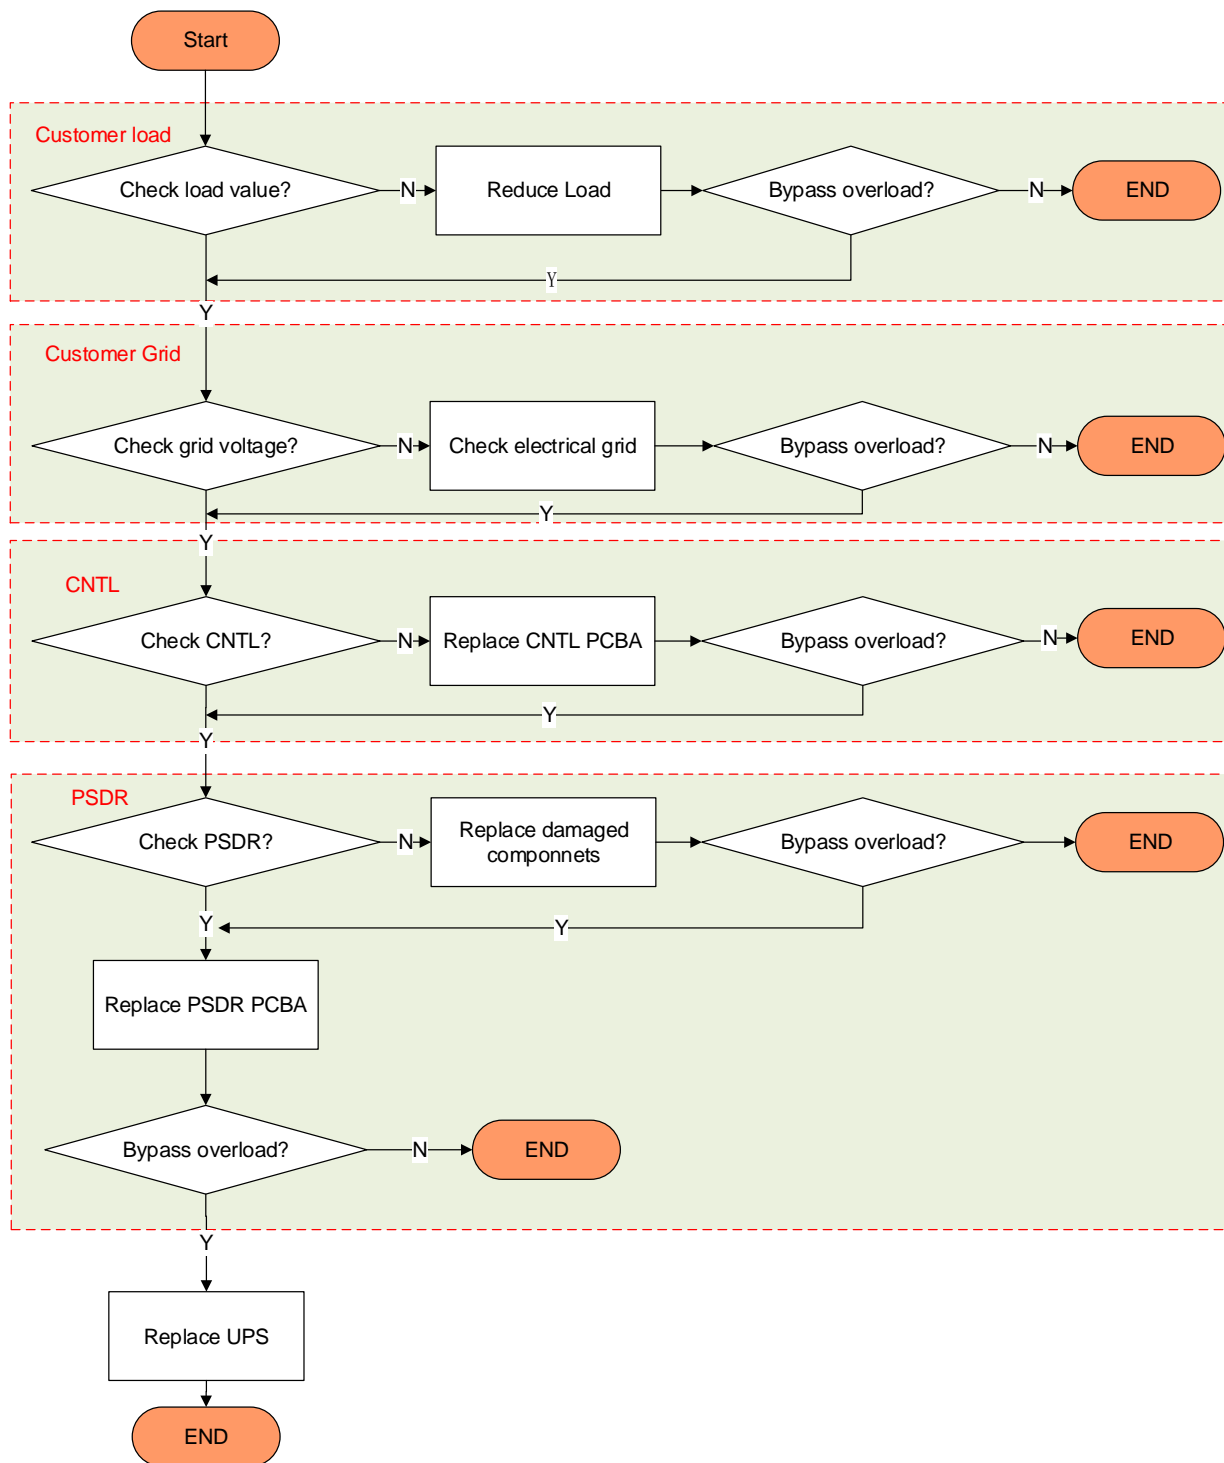 Start
Customer load
Check load value?
N
Reduce Load
Bypass overload?
N
END
Y
Y
Customer Grid
Check grid voltage?
N
Check electrical grid
Bypass overload?
N
END
Y
Y
CNTL
Check CNTL?
N
Replace CNTL PCBA
Bypass overload?
N
END
Y
Y
PSDR
Check PSDR?
N
Replace damaged
componnets
Bypass overload?
END
Y
Y
Replace PSDR PCBA
Bypass overload?
N
END
Y
Replace UPS
END